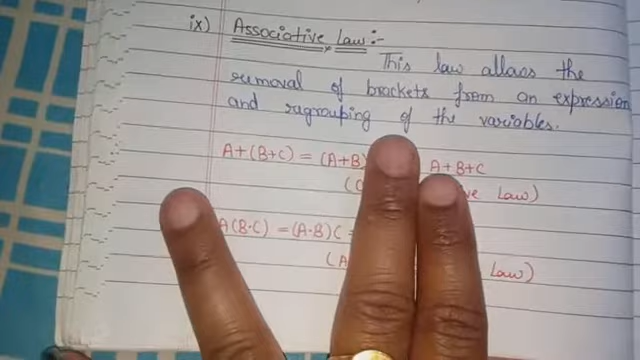 ix) Associative Law :-
This law allows the
removal of brackets from an expression
and regrouping of the variables.
A+(B+C) = (A+B) A+B+C
(O ve Law)
A(B·C) = (A·B)C =
(A Law)